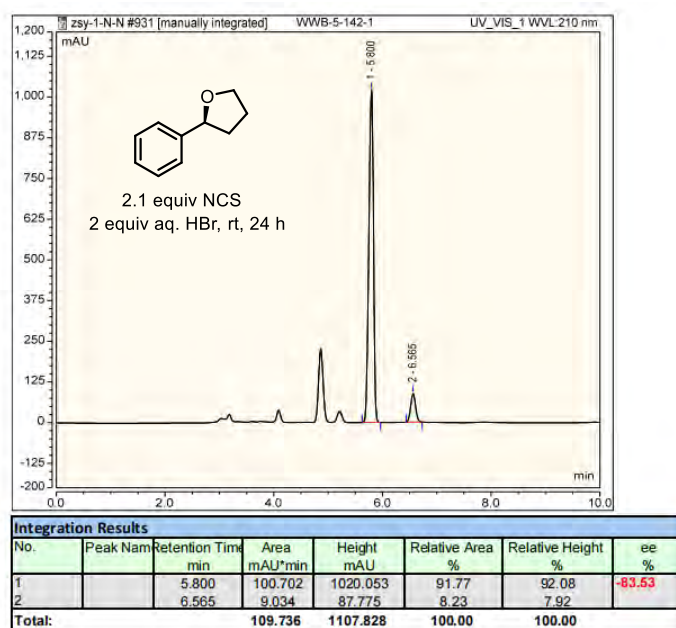 zsy-1-N-N #931 [manually integrated] WWB-5-142-1 UV_VIS_1 WVL:210 nm
1,200
mAU
1 - 5.800
1,000
875
750
625
500
375
250
125
0
-125
-200
2 - 6.565
O
2.1 equiv NCS
2 equiv aq. HBr, rt, 24 h
min
0.0 2.0 4.0 6.0 8.0 10.0
Integration Results
No. Peak Nam Retention Time Area Height Relative Area Relative Height ee
min mAU*min mAU % % %
1 5.800 100.702 1020.053 91.77 92.08 -83.53
2 6.565 9.034 87.775 8.23 7.92
Total: 109.736 1107.828 100.00 100.00